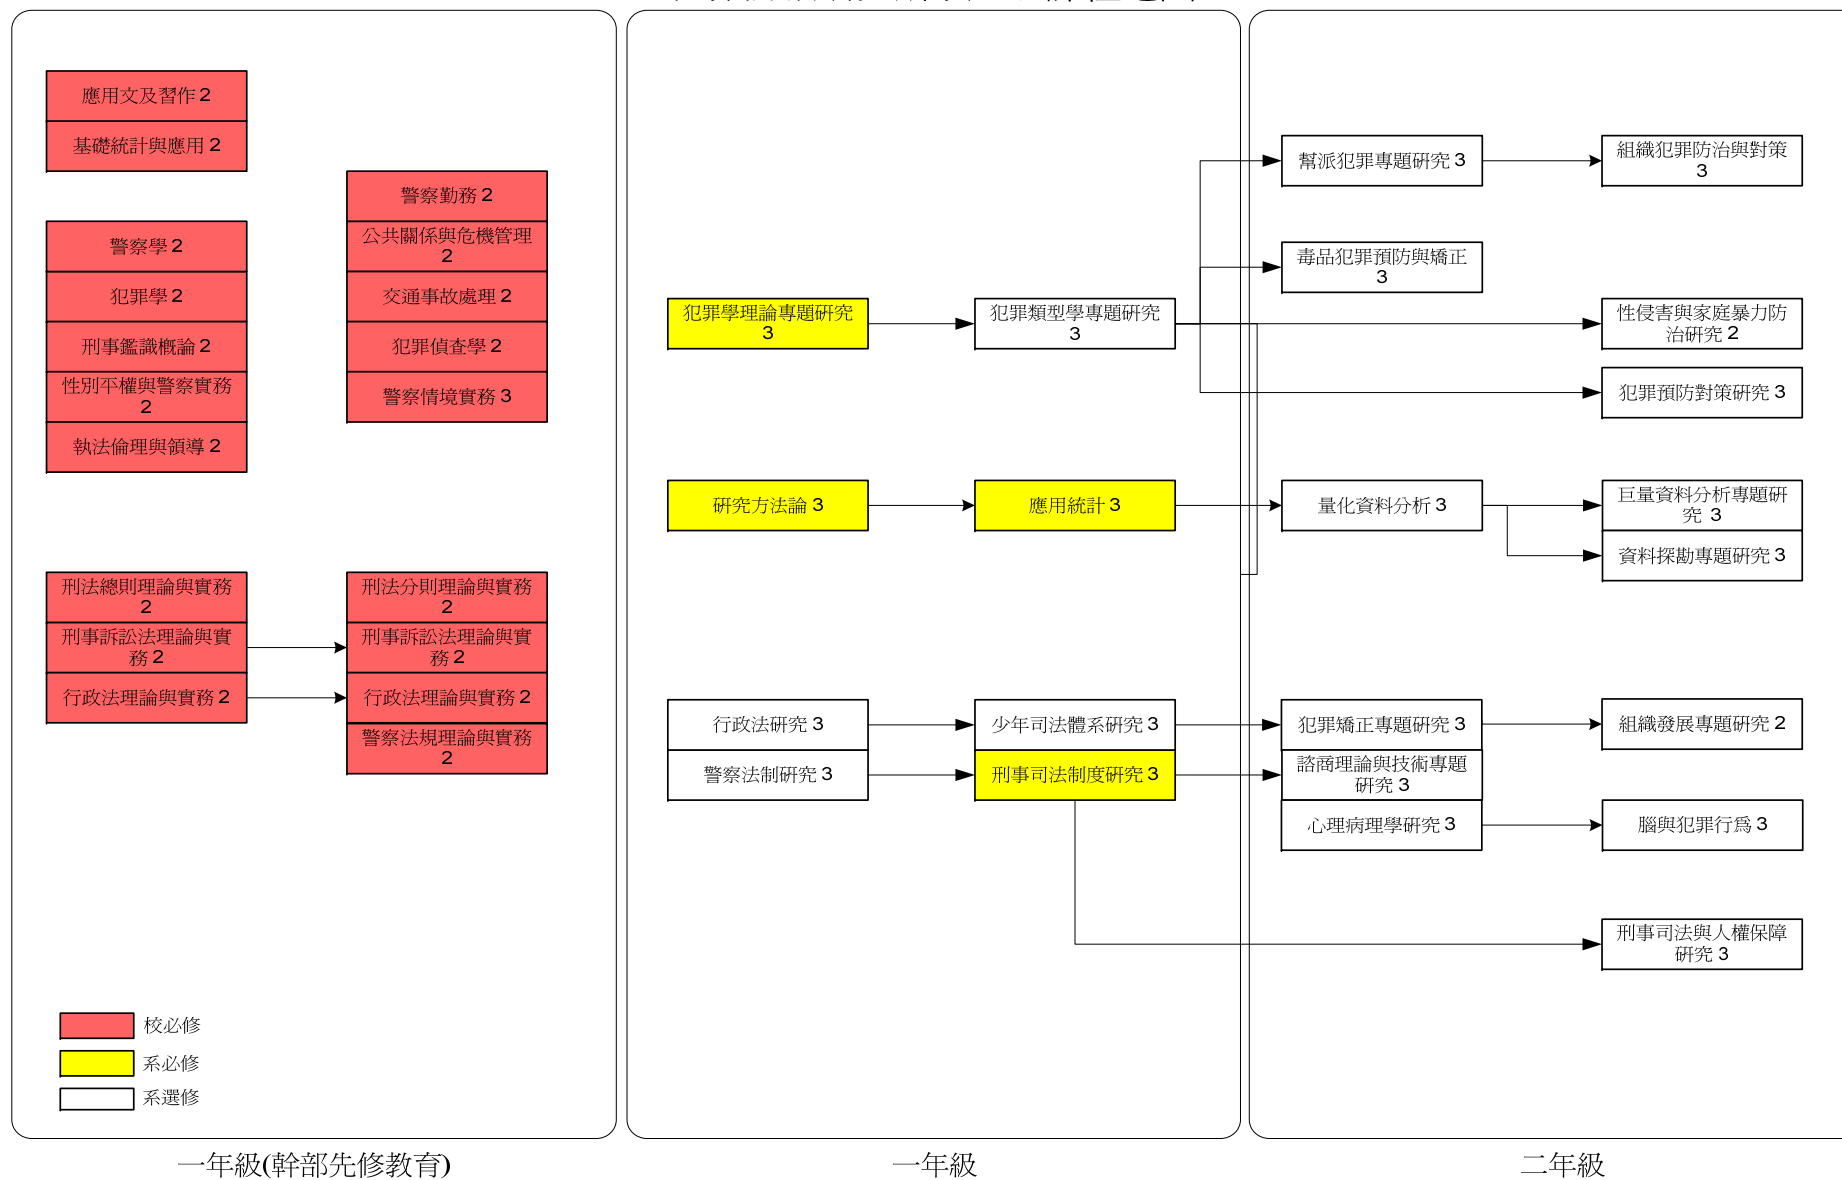 應用文及習作 2
基礎統計與應用 2
警察學 2
犯罪學 2
刑事鑑識概論 2
性別平權與警察實務
2
執法倫理與領導 2
警察勤務 2
公共關係與危機管理
2
交通事故處理 2
犯罪偵查學 2
警察情境實務 3
刑法總則理論與實務
2
刑事訴訟法理論與實
務 2
行政法理論與實務 2
刑法分則理論與實務
2
刑事訴訟法理論與實
務 2
行政法理論與實務 2
警察法規理論與實務
2
校必修
系必修
系選修
一年級(幹部先修教育)
犯罪學理論專題研究
3
犯罪類型學專題研究
3
研究方法論 3
應用統計 3
行政法研究 3
警察法制研究 3
少年司法體系研究 3
刑事司法制度研究 3
一年級
幫派犯罪專題研究 3
組織犯罪防治與對策
3
毒品犯罪預防與矯正
3
性侵害與家庭暴力防
治研究 2
犯罪預防對策研究 3
量化資料分析 3
巨量資料分析專題研
究 3
資料探勘專題研究 3
犯罪矯正專題研究 3
組織發展專題研究 2
諮商理論與技術專題
研究 3
心理病理學研究 3
腦與犯罪行為 3
刑事司法與人權保障
研究 3
二年級